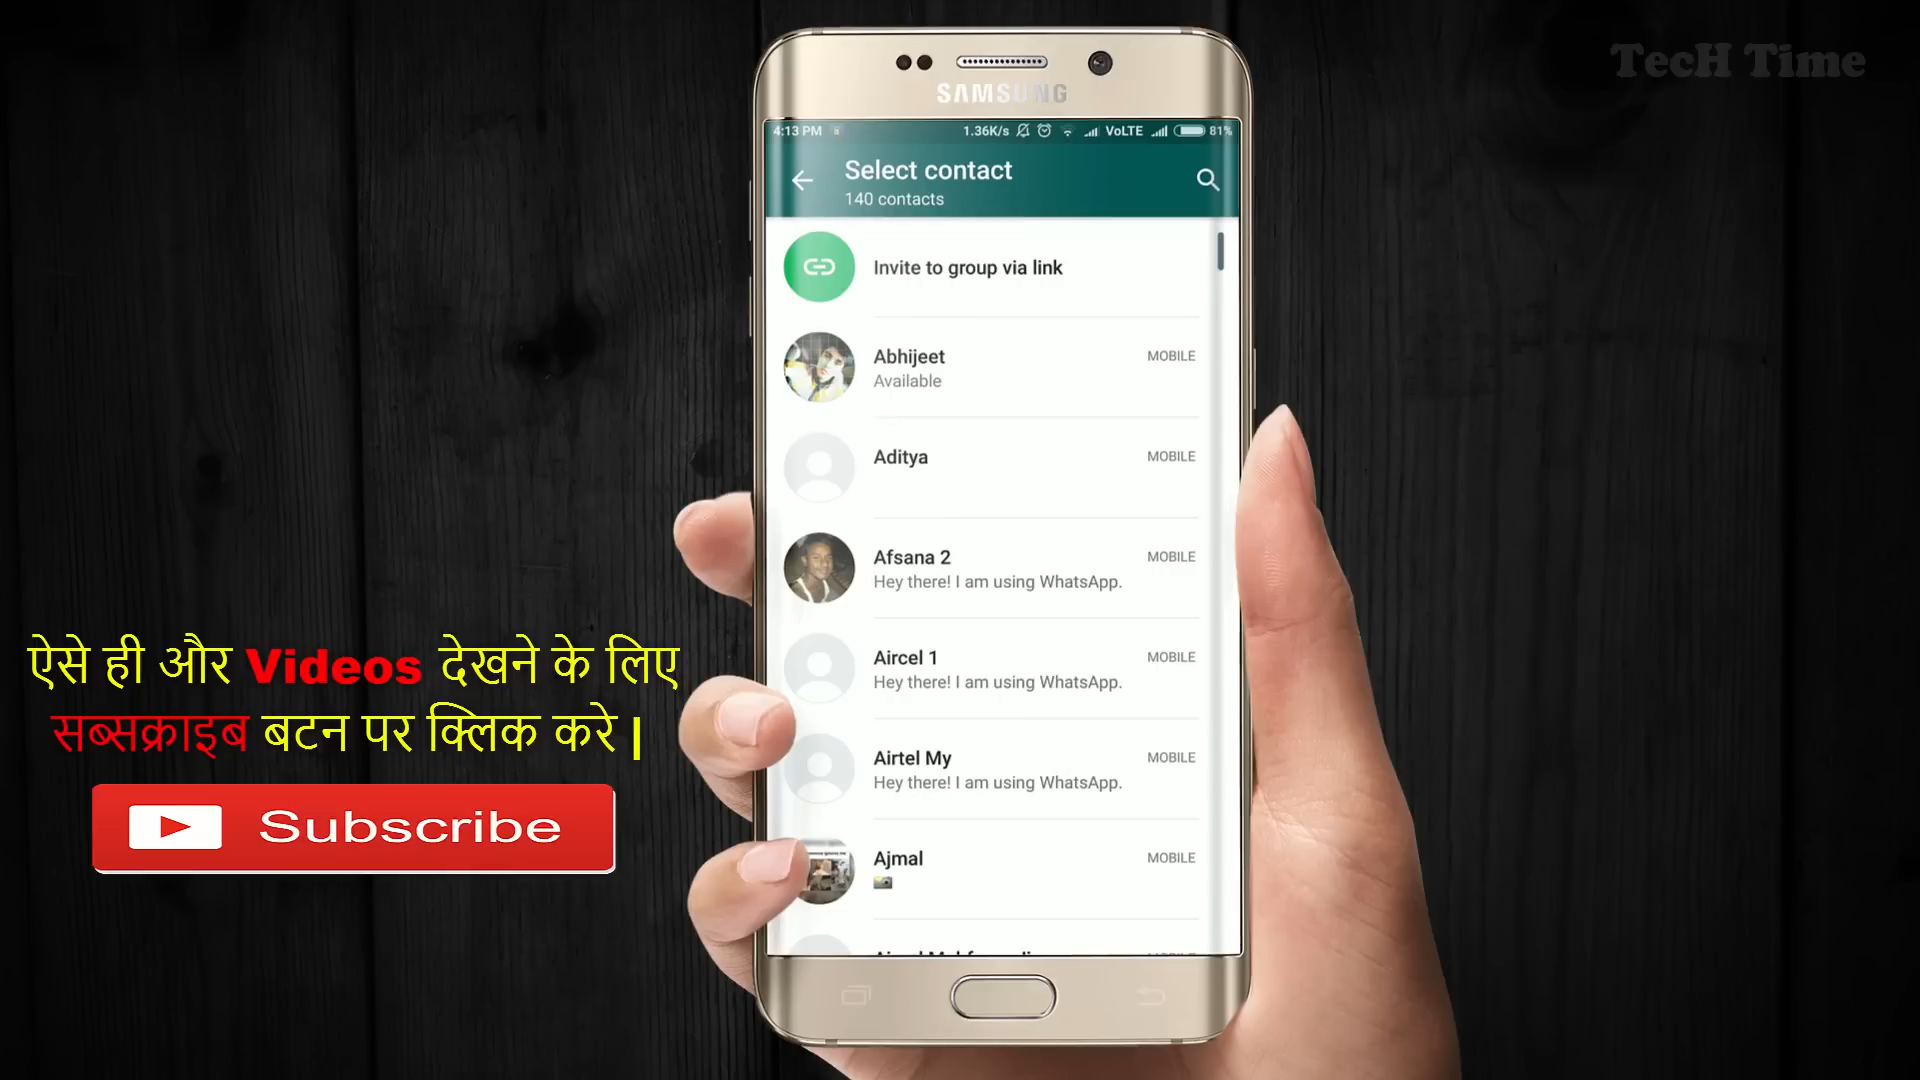 TecH Time
SAMSUNG
4:13 PM 1.36K/s VoLTE 81%
Select contact
140 contacts
Invite to group via link
Abhijeet MOBILE
Available
Aditya MOBILE
Afsana 2 MOBILE
Hey there! I am using WhatsApp.
Aircel 1 MOBILE
Hey there! I am using WhatsApp.
Airtel My MOBILE
Hey there! I am using WhatsApp.
Ajmal MOBILE
ऐसे ही और Videos देखने के लिए
सब्सक्राइब बटन पर क्लिक करे |
Subscribe